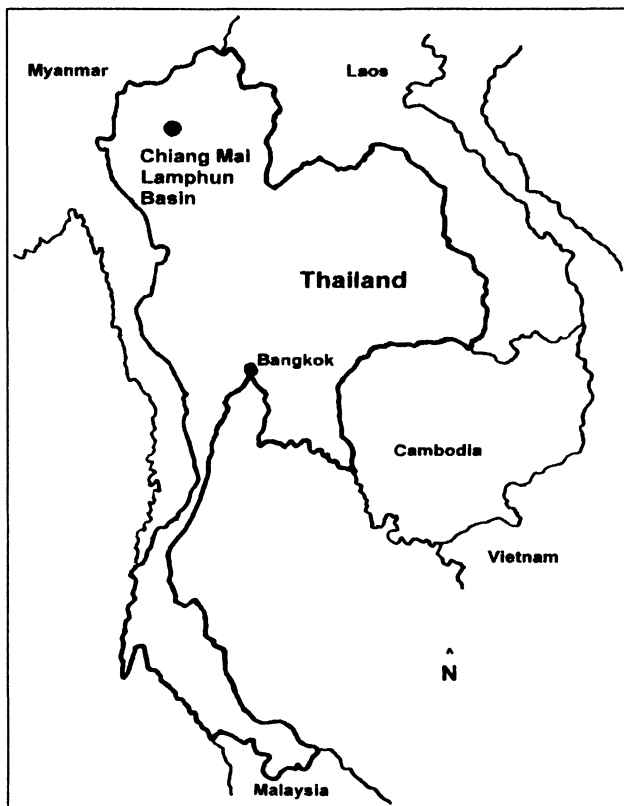 Myanmar
Laos
Chiang Mai
Lamphun
Basin
Thailand
Bangkok
Cambodia
Vietnam
^
N
Malaysia